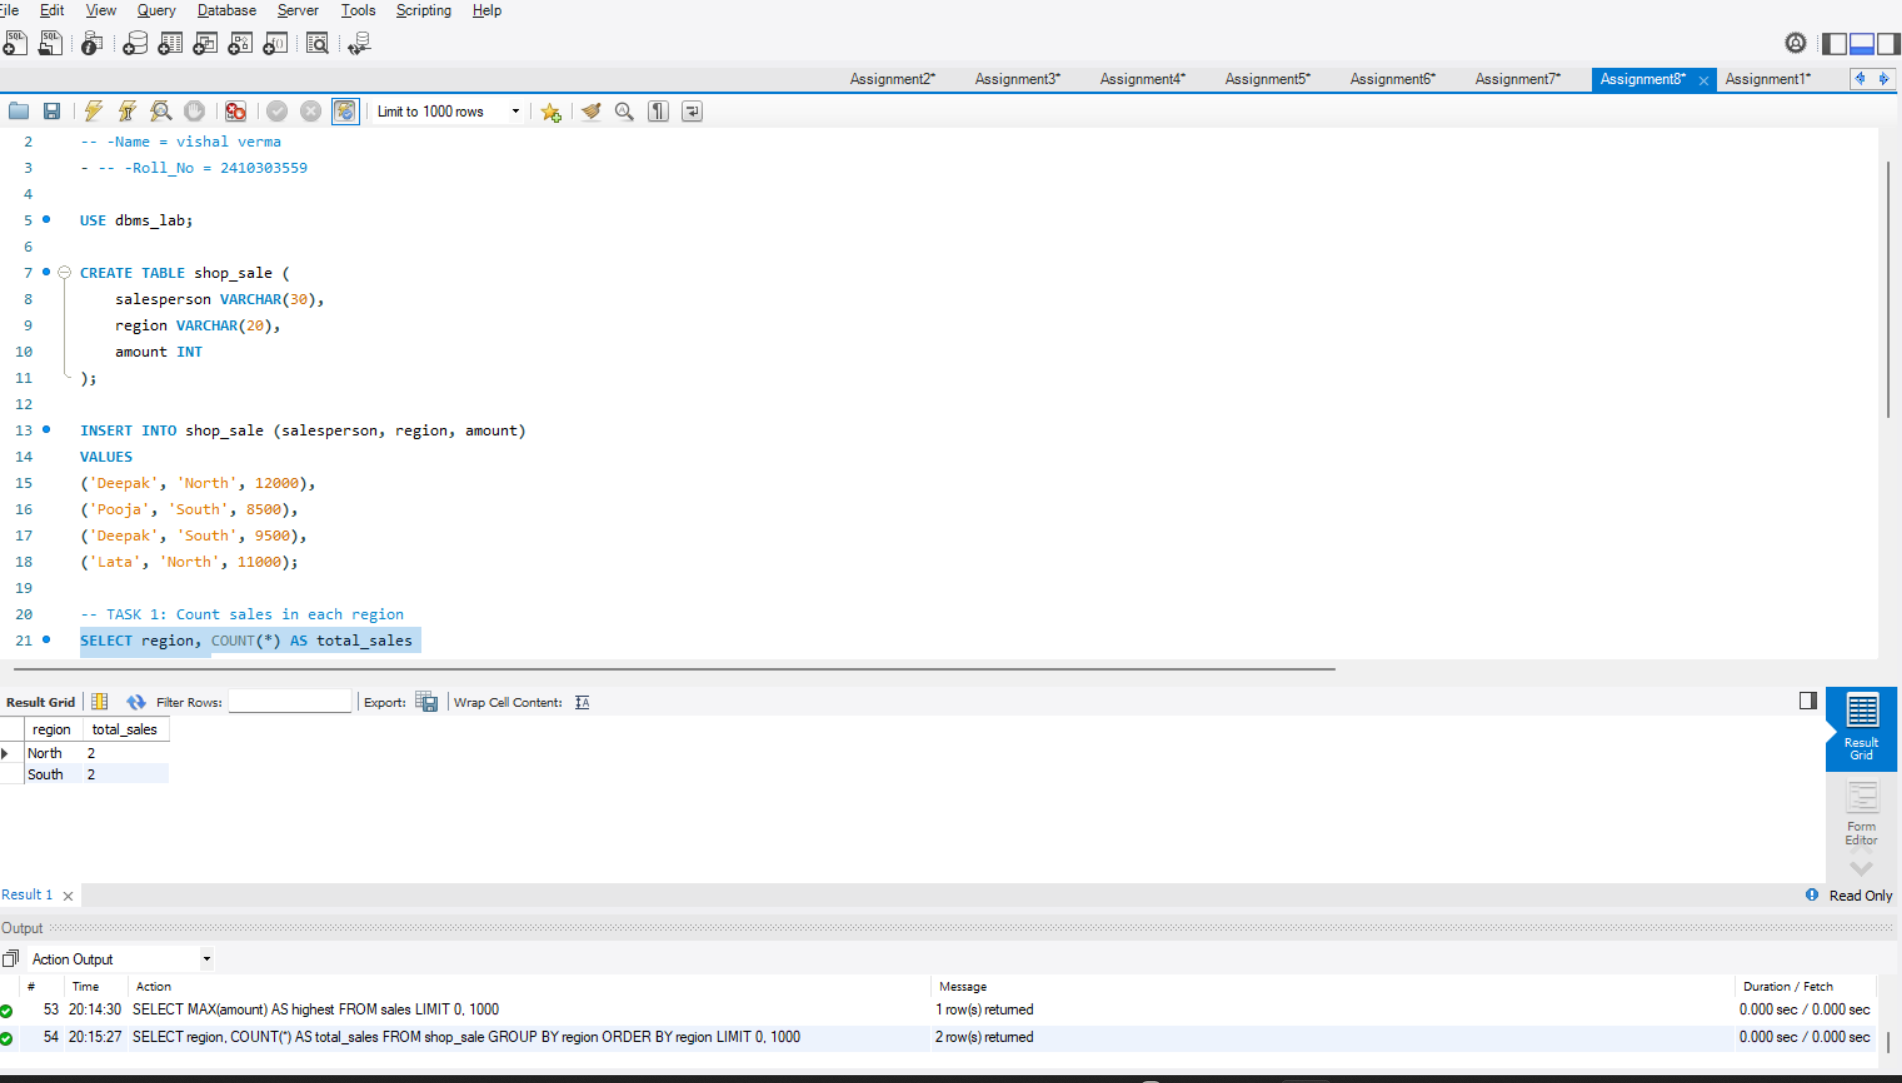 File Edit View Query Database Server Tools Scripting Help
Assignment2* Assignment3* Assignment4* Assignment5* Assignment6* Assignment7* Assignment8* Assignment1*
Limit to 1000 rows
2 -- -Name = vishal verma
3 - -- -Roll_No = 2410303559
4
5 USE dbms_lab;
6
7 CREATE TABLE shop_sale (
8 salesperson VARCHAR(30),
9 region VARCHAR(20),
10 amount INT
11 );
12
13 INSERT INTO shop_sale (salesperson, region, amount)
14 VALUES
15 ('Deepak', 'North', 12000),
16 ('Pooja', 'South', 8500),
17 ('Deepak', 'South', 9500),
18 ('Lata', 'North', 11000);
19
20 -- TASK 1: Count sales in each region
21 SELECT region, COUNT(*) AS total_sales
Result Grid Filter Rows: Export: Wrap Cell Content:
region total_sales
North 2
South 2
Result Grid
Form Editor
Result 1 Read Only
Output
Action Output
# Time Action Message Duration / Fetch
53 20:14:30 SELECT MAX(amount) AS highest FROM sales LIMIT 0, 1000 1 row(s) returned 0.000 sec / 0.000 sec
54 20:15:27 SELECT region, COUNT(*) AS total_sales FROM shop_sale GROUP BY region ORDER BY region LIMIT 0, 1000 2 row(s) returned 0.000 sec / 0.000 sec